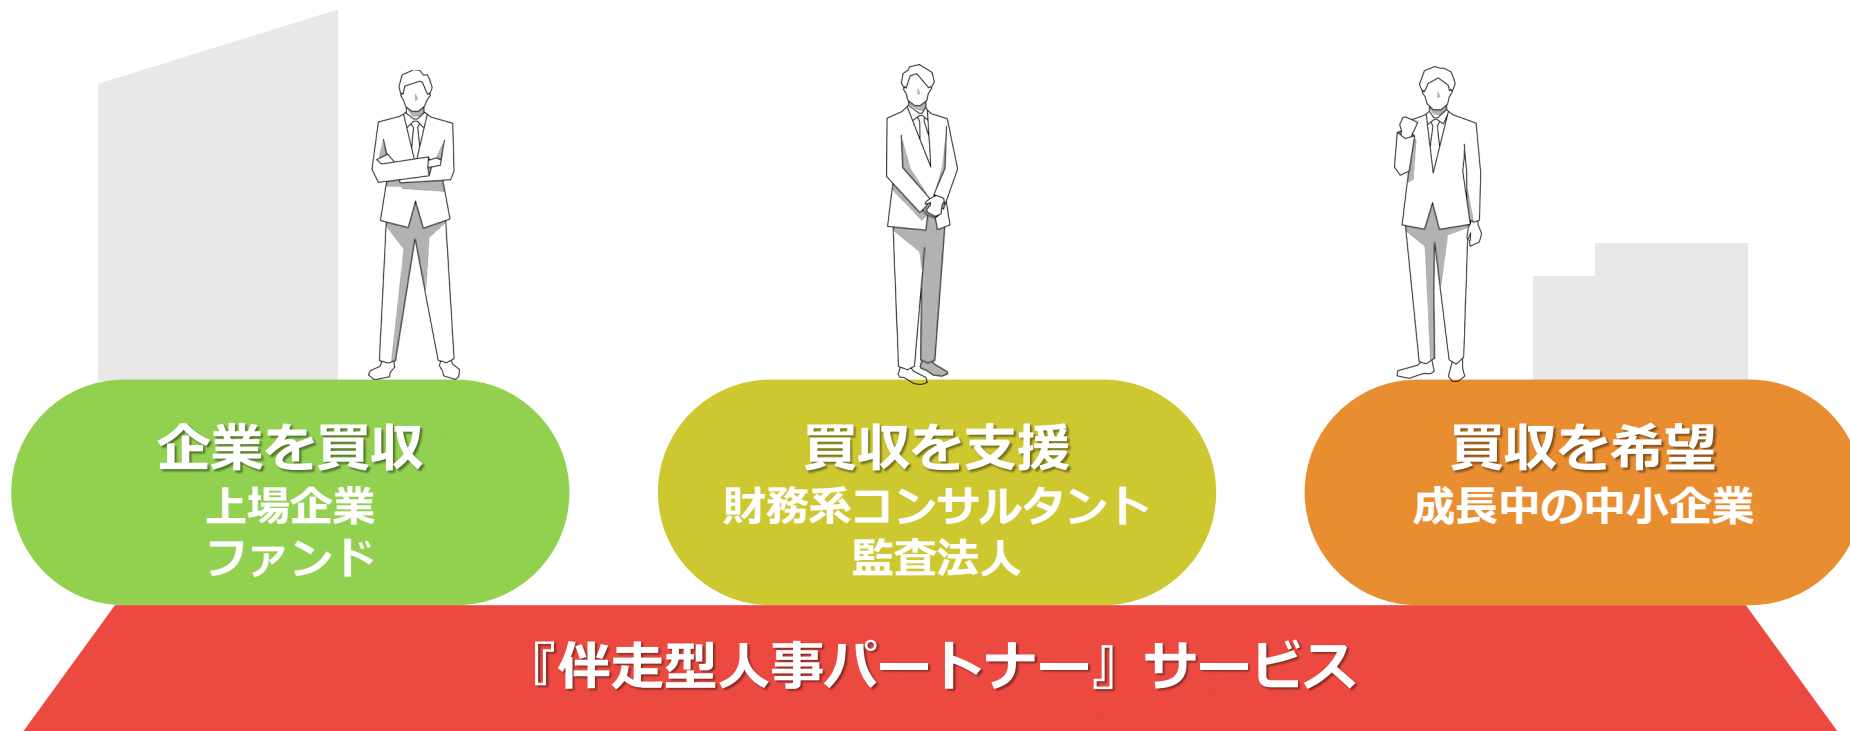 企業を買収
上場企業
ファンド
買収を支援
財務系コンサルタント
監査法人
買収を希望
成長中の中小企業
『伴走型人事パートナー』サービス